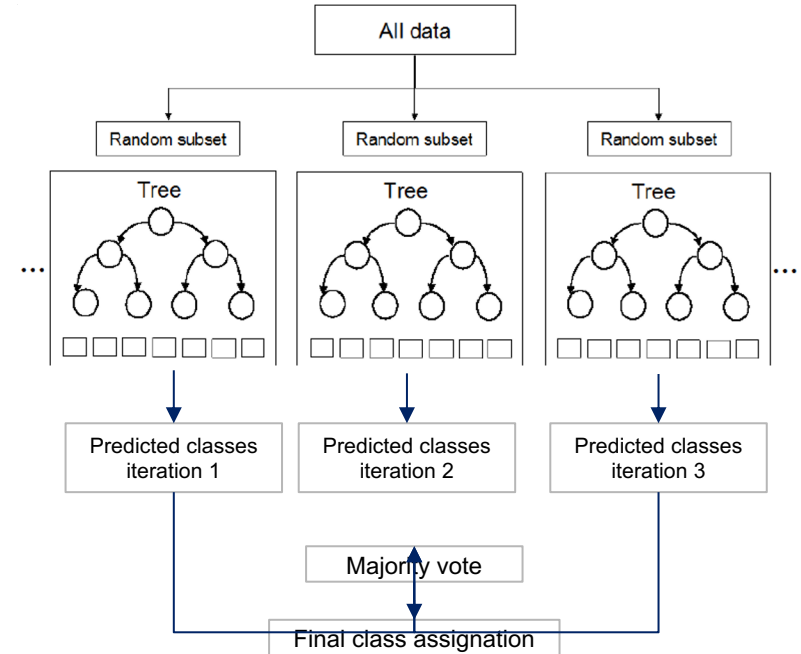 All data
Random subset
Random subset
Random subset
Tree
Tree
Tree
...
...
Predicted classes
iteration 1
Predicted classes
iteration 2
Predicted classes
iteration 3
Majority vote
Final class assignation